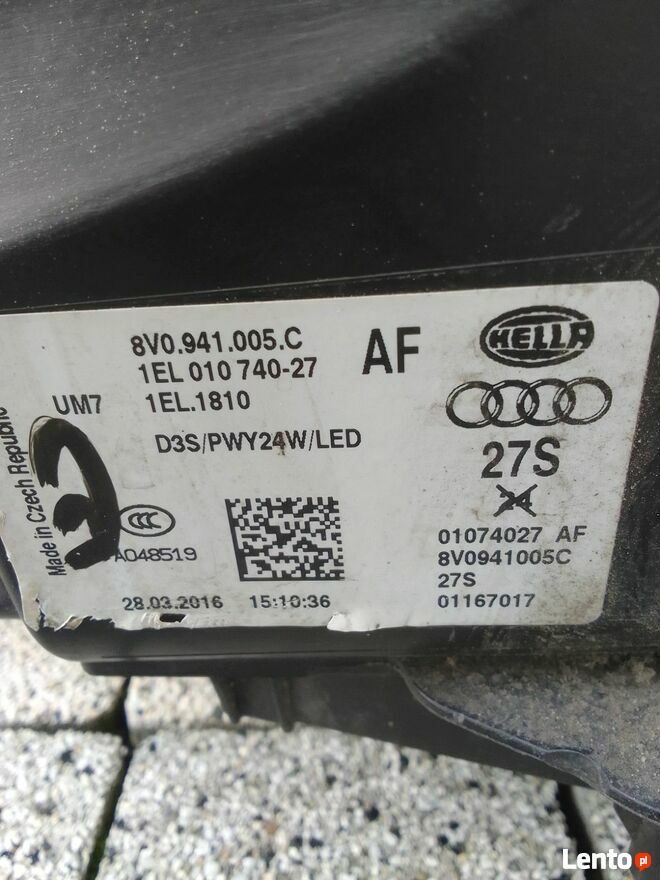 8V0.941.005.C
1EL 010 740-27
AF
HELLA
UM7
1EL.1810
D3S/PWY24W/LED
27S
Made in Czech Republic
CCC
A048519
01074027 AF
8V0941005C
27S
01167017
28.03.2016 15:10:36
Lento.pl